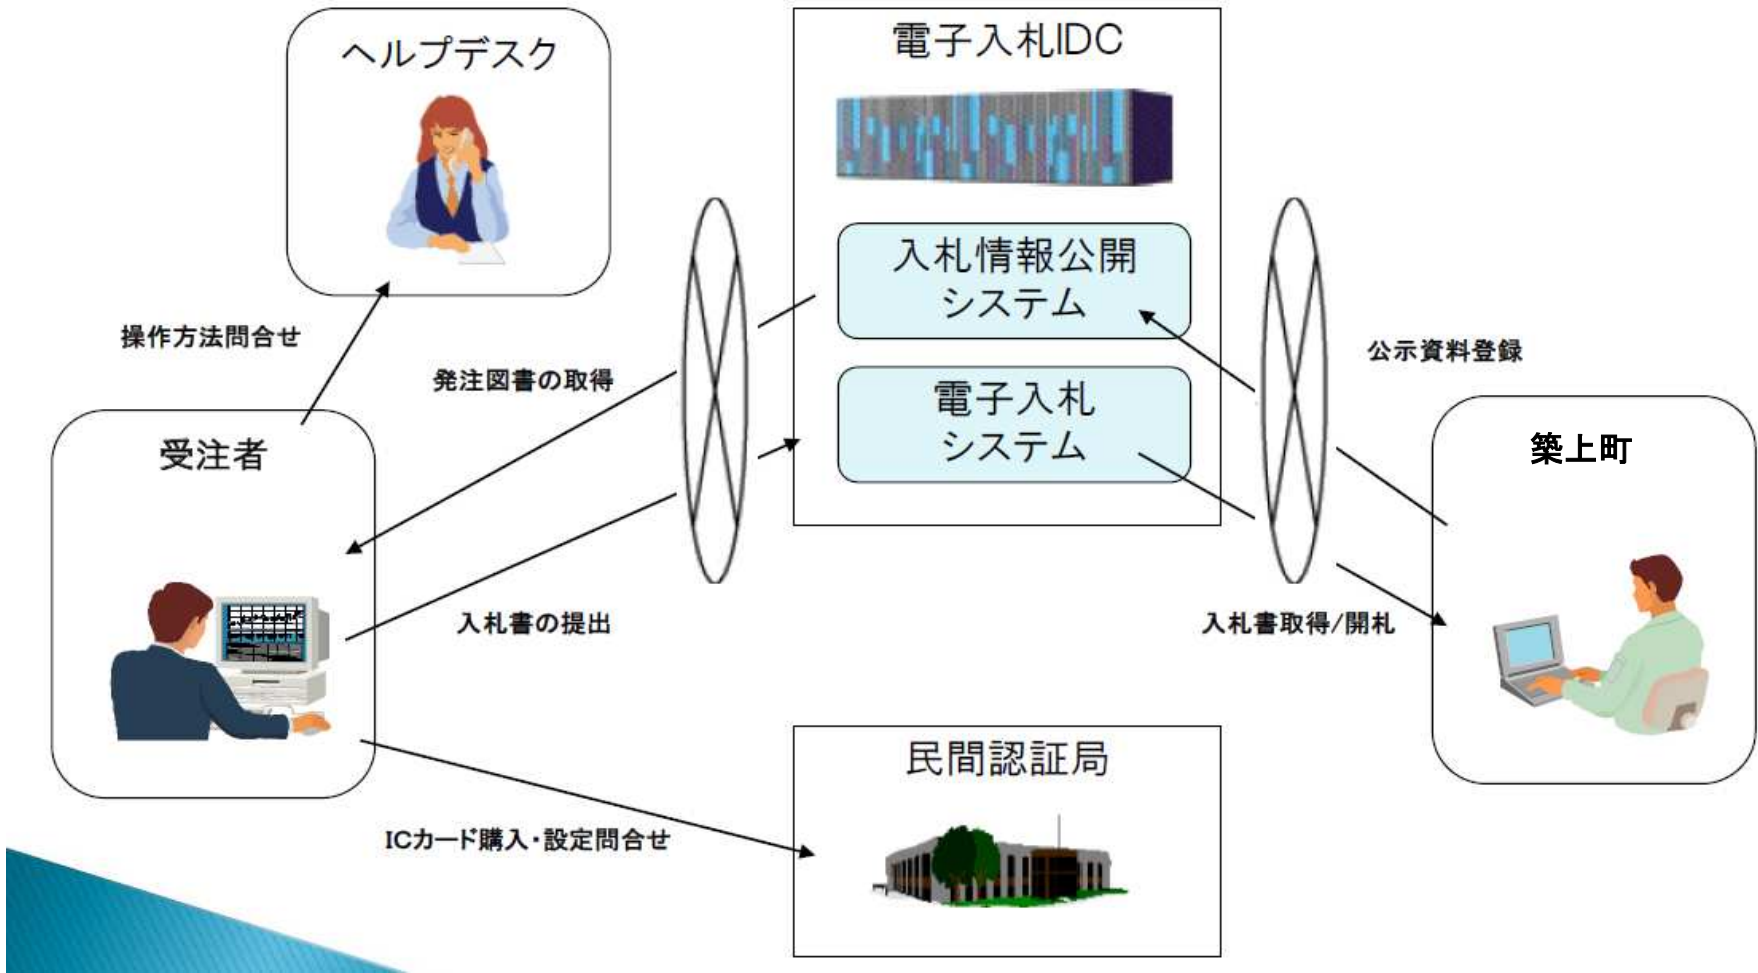 ヘルプデスク
電子入札IDC
入札情報公開
システム
操作方法問合せ
公示資料登録
発注図書の取得
電子入札
システム
受注者
築上町
入札書の提出
入札書取得/開札
民間認証局
ICカード購入・設定問合せ